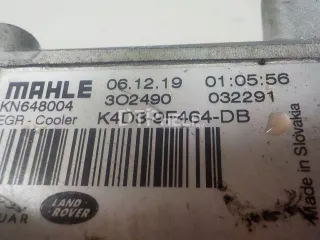 MAHLE 06.12.19 01:05:56
KN648004 302490 032291
EGR - Cooler K4D3-9F464-DB
Made in Slovakia
LAND-
ROVER